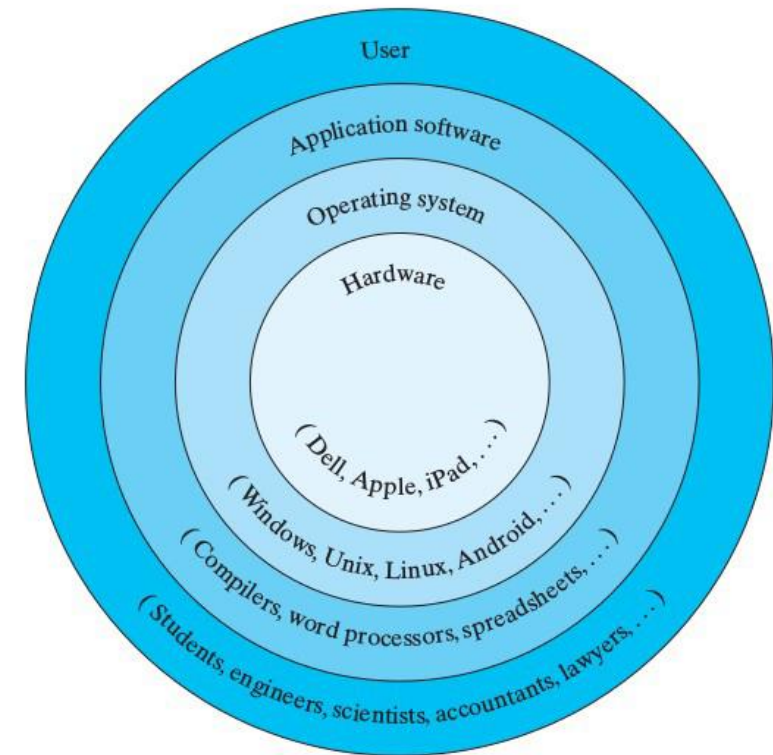 User
Application software
Operating system
Hardware
(Dell, Apple, iPad, ....)
(Windows, Unix, Linux, Android, ....)
(Compilers, word processors, spreadsheets, ....)
(Students, engineers, scientists, accountants, lawyers, ....)